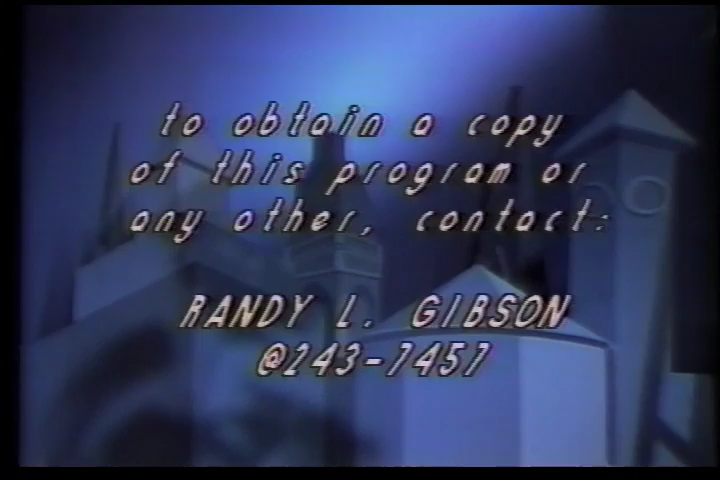 to obtain a copy
of this program or
any other, contact:
RANDY L. GIBSON
@243-7457